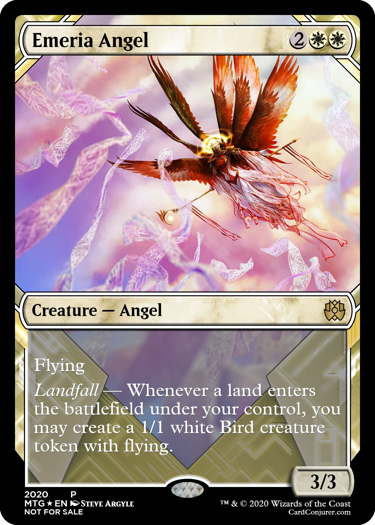 Emeria Angel 2
Creature — Angel
Flying
Landfall — Whenever a land enters
the battlefield under your control, you
may create a 1/1 white Bird creature
token with flying.
3/3
2020 P
MTG ★ EN Steve Argyle
NOT FOR SALE
™ & © 2020 Wizards of the Coast
CardConjurer.com